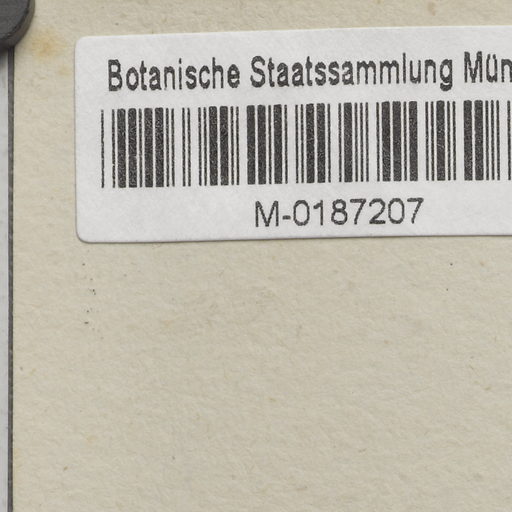 Botanische Staatssammlung Mün
M-0187207